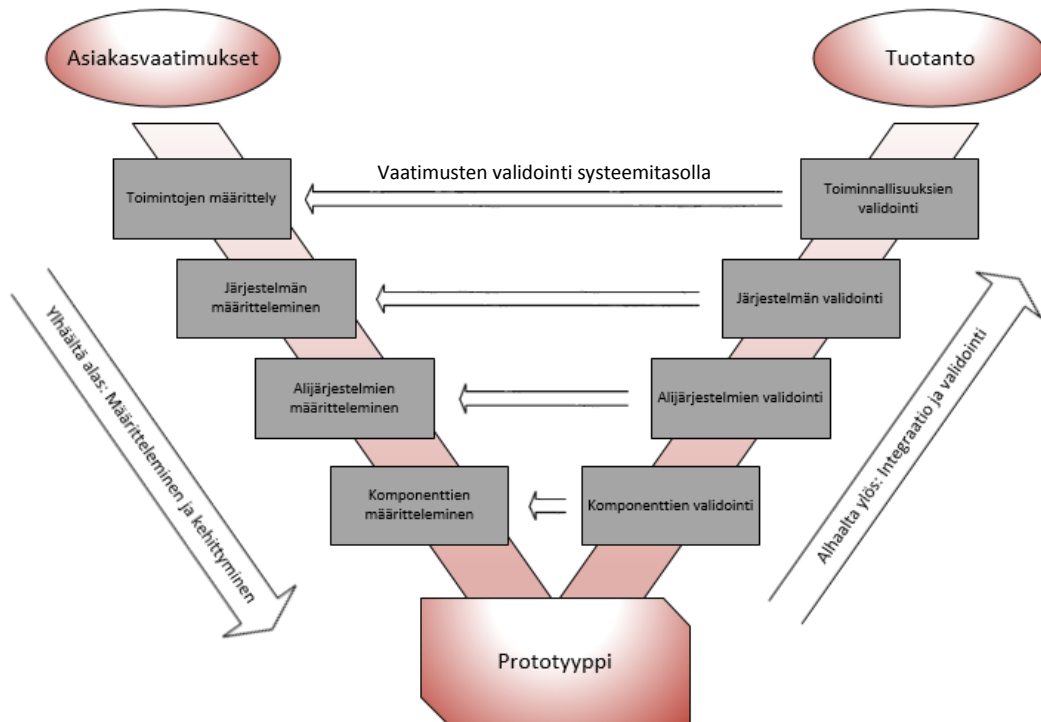 Asiakasvaatimukset
Tuotanto
Vaatimusten validointi systeemitasolla
Toimintojen määrittely
Toiminnallisuuksien
validointi
Järjestelmän
määritteleminen
Järjestelmän validointi
Alijärjestelmien
määritteleminen
Alijärjestelmien validointi
Komponenttien
määritteleminen
Komponenttien validointi
Ylhäältä alas: Määritteleminen ja kehittyminen
Alhaalta ylös: Integraatio ja validointi
Prototyyppi